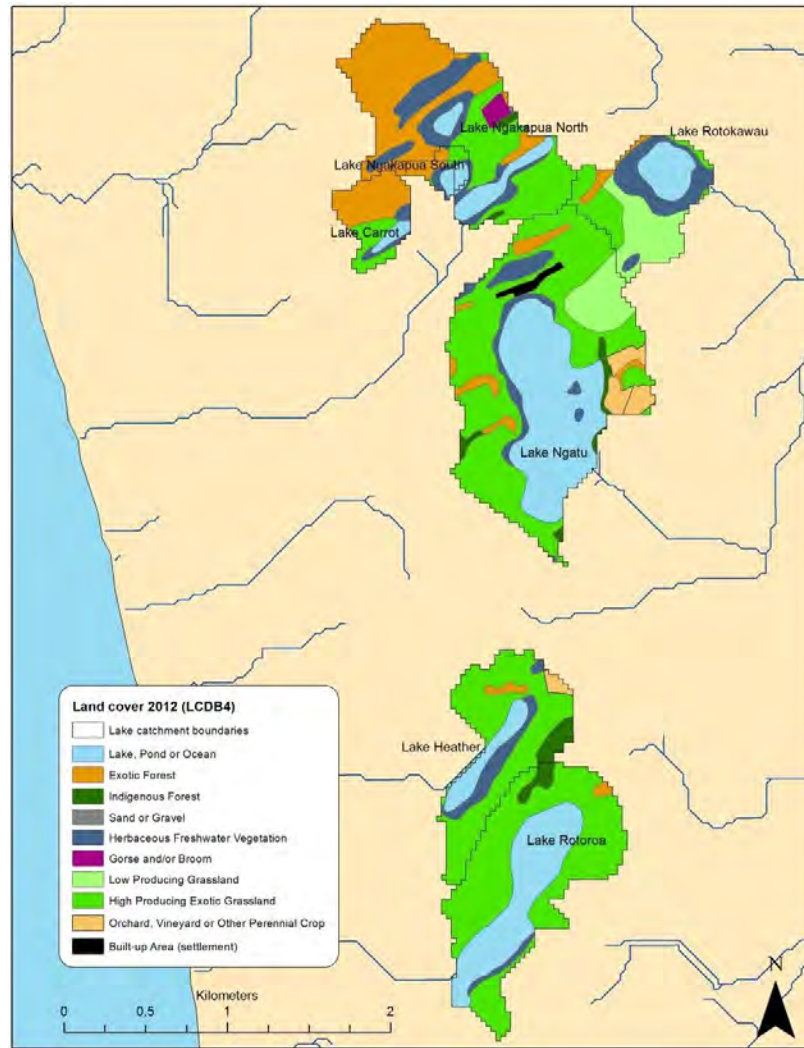 Lake Ngakapua North
Lake Rotokawau
Lake Ngakapua South
Lake Carrot
Lake Ngatu
Lake Heather
Lake Rotoroa
Land cover 2012 (LCDB4)
Lake catchment boundaries
Lake, Pond or Ocean
Exotic Forest
Indigenous Forest
Sand or Gravel
Herbaceous Freshwater Vegetation
Gorse and/or Broom
Low Producing Grassland
High Producing Exotic Grassland
Orchard, Vineyard or Other Perennial Crop
Built-up Area (settlement)
N
Kilometers
0 0,5 1 2